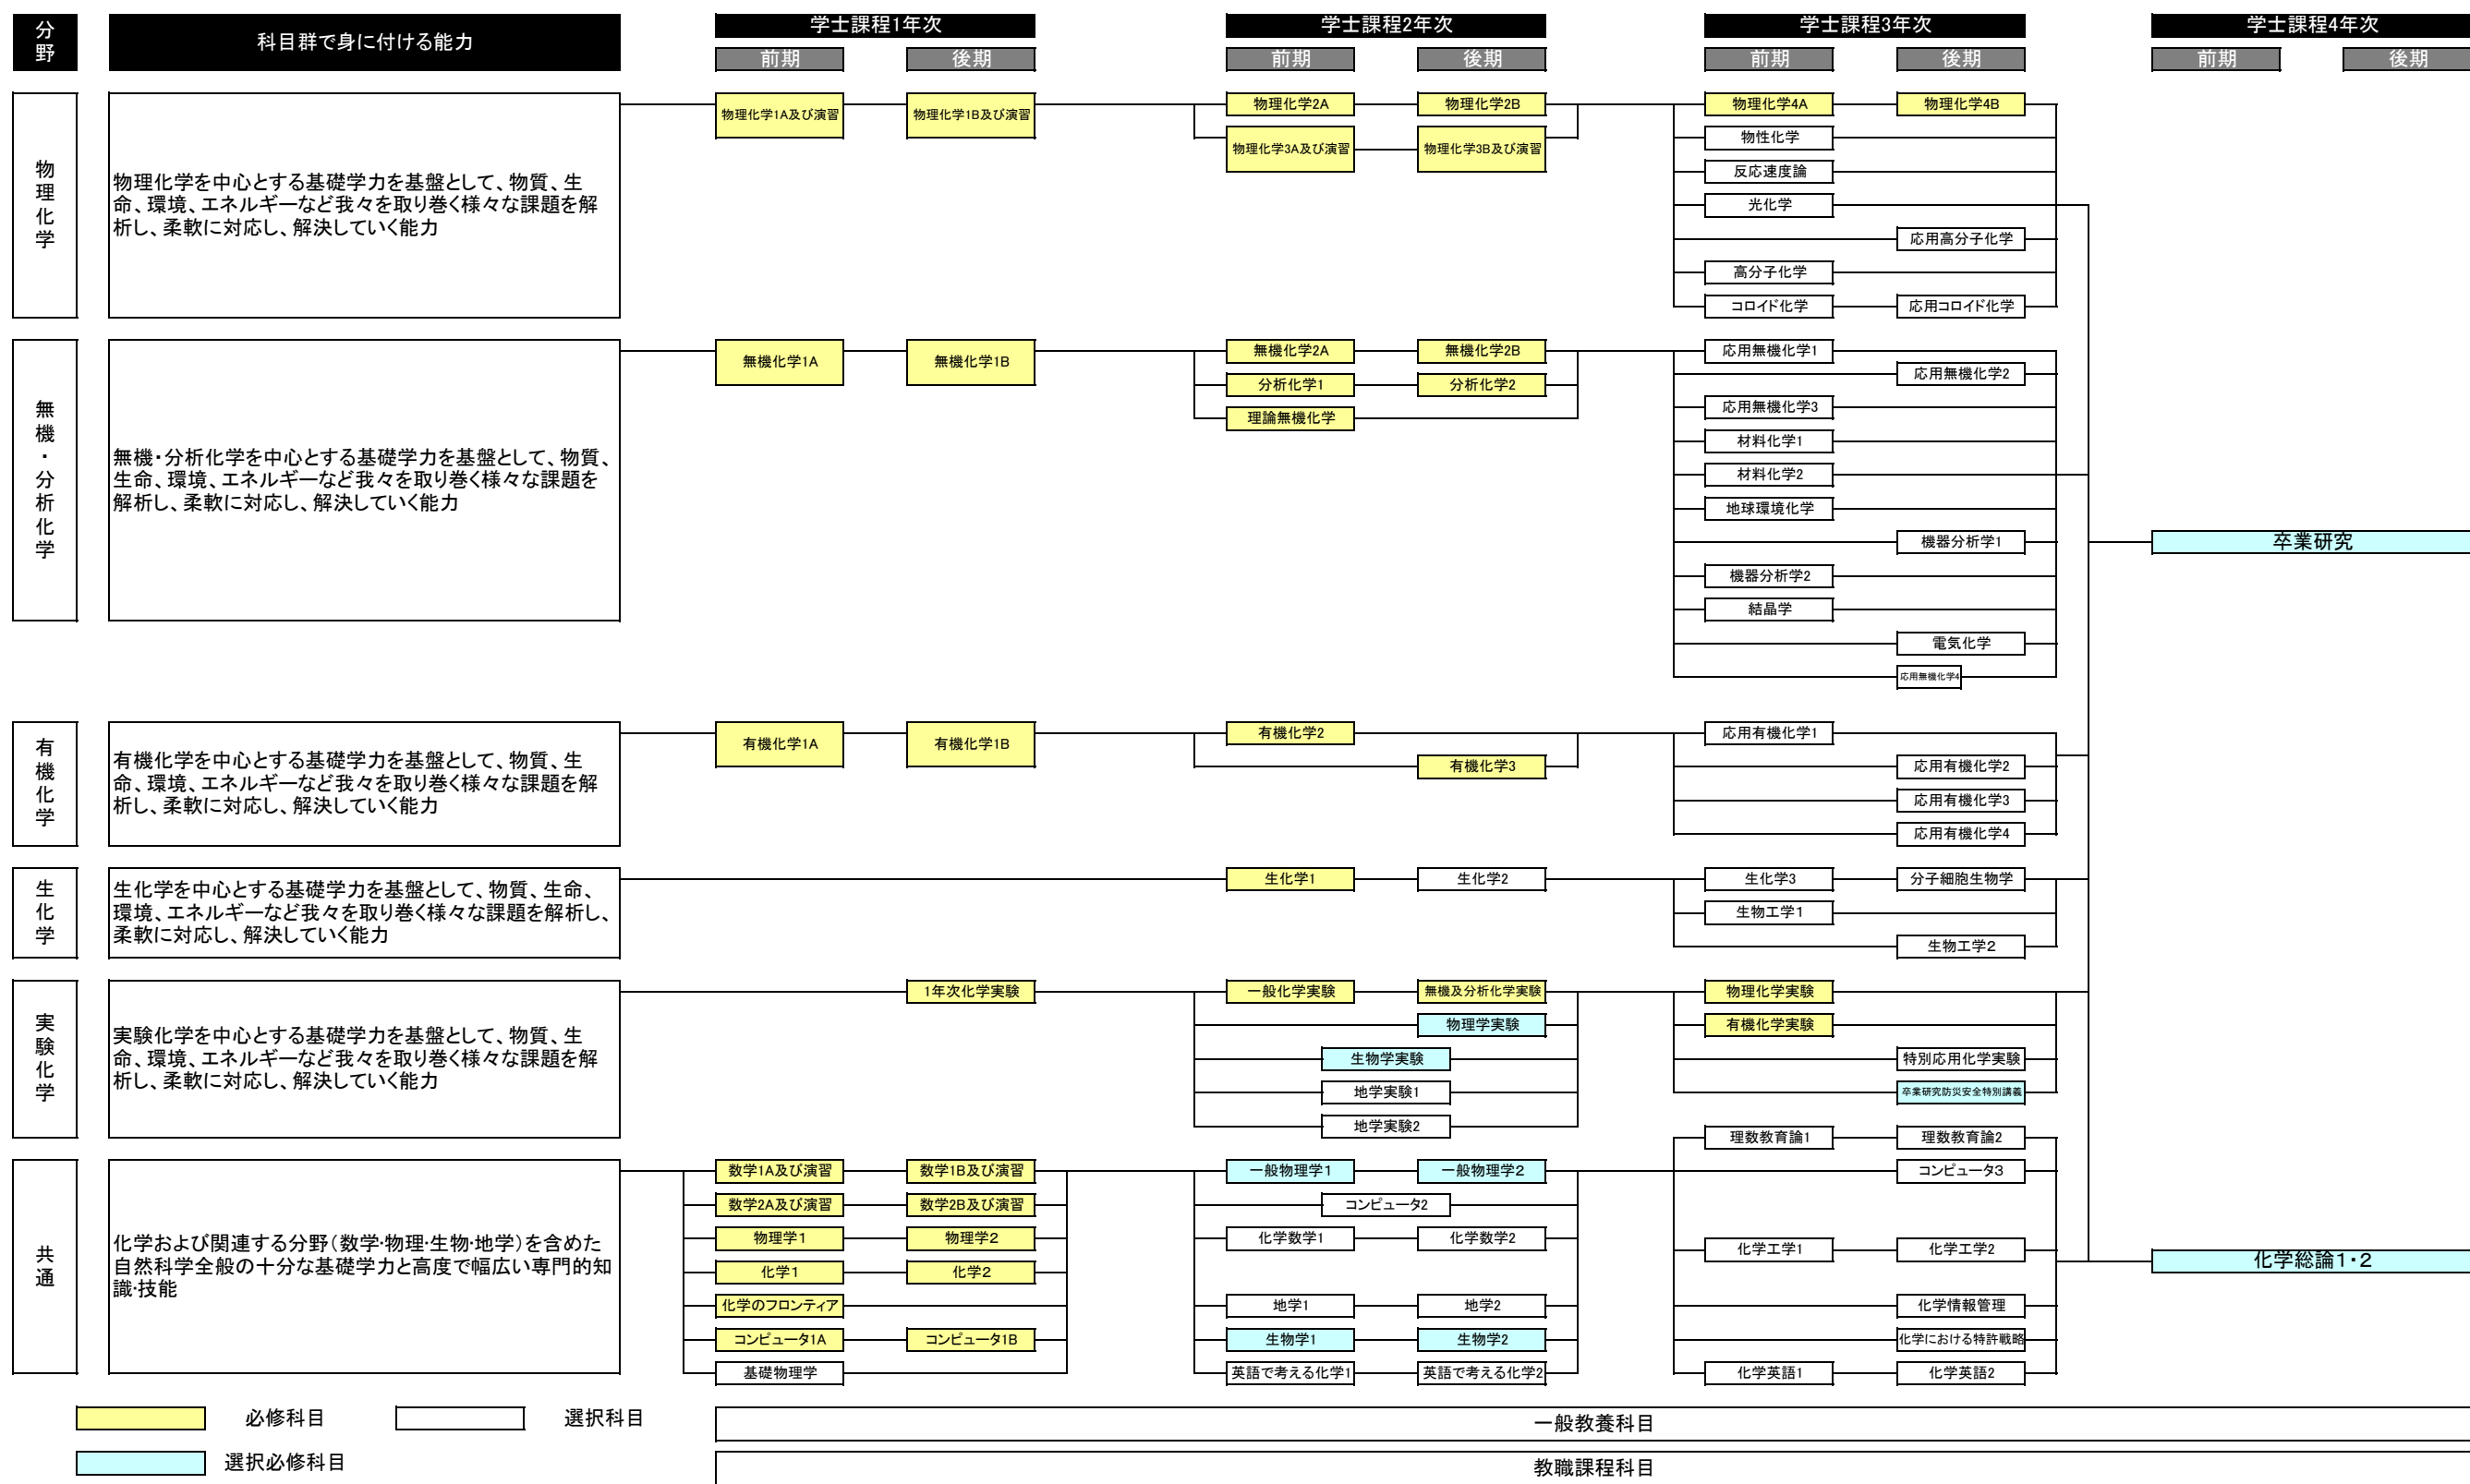 分野
科目群で身に付ける能力
学士課程1年次
学士課程2年次
学士課程3年次
学士課程4年次
前期
後期
前期
後期
前期
後期
前期
後期
物理化学
物理化学を中心とする基礎学力を基盤として、物質、生
命、環境、エネルギーなど我々を取り巻く様々な課題を解
析し、柔軟に対応し、解決していく能力
物理化学1A及び演習
物理化学1B及び演習
物理化学2A
物理化学2B
物理化学3A及び演習
物理化学3B及び演習
物理化学4A
物理化学4B
物性化学
反応速度論
光化学
応用高分子化学
高分子化学
コロイド化学
応用コロイド化学
無機・分析化学
無機・分析化学を中心とする基礎学力を基盤として、物質、
生命、環境、エネルギーなど我々を取り巻く様々な課題を
解析し、柔軟に対応し、解決していく能力
無機化学1A
無機化学1B
無機化学2A
無機化学2B
分析化学1
分析化学2
理論無機化学
応用無機化学1
応用無機化学2
応用無機化学3
材料化学1
材料化学2
地球環境化学
機器分析学1
機器分析学2
結晶学
電気化学
応用無機化学4
卒業研究
有機化学
有機化学を中心とする基礎学力を基盤として、物質、生
命、環境、エネルギーなど我々を取り巻く様々な課題を解
析し、柔軟に対応し、解決していく能力
有機化学1A
有機化学1B
有機化学2
有機化学3
応用有機化学1
応用有機化学2
応用有機化学3
応用有機化学4
生化学
生化学を中心とする基礎学力を基盤として、物質、生命、
環境、エネルギーなど我々を取り巻く様々な課題を解析し、
柔軟に対応し、解決していく能力
生化学1
生化学2
生化学3
分子細胞生物学
生物工学1
生物工学2
実験化学
実験化学を中心とする基礎学力を基盤として、物質、生
命、環境、エネルギーなど我々を取り巻く様々な課題を解
析し、柔軟に対応し、解決していく能力
1年次化学実験
一般化学実験
無機及分析化学実験
物理学実験
生物学実験
地学実験1
地学実験2
物理化学実験
有機化学実験
特別応用化学実験
卒業研究防災安全特別講義
共通
化学および関連する分野(数学・物理・生物・地学)を含めた
自然科学全般の十分な基礎学力と高度で幅広い専門的知
識・技能
数学1A及び演習
数学1B及び演習
数学2A及び演習
数学2B及び演習
物理学1
物理学2
化学1
化学2
化学のフロンティア
コンピュータ1A
コンピュータ1B
基礎物理学
一般物理学1
一般物理学2
コンピュータ2
化学数学1
化学数学2
地学1
地学2
生物学1
生物学2
英語で考える化学1
英語で考える化学2
理数教育論1
理数教育論2
コンピュータ3
化学工学1
化学工学2
化学情報管理
化学における特許戦略
化学英語1
化学英語2
化学総論1・2
必修科目
選択科目
選択必修科目
一般教養科目
教職課程科目